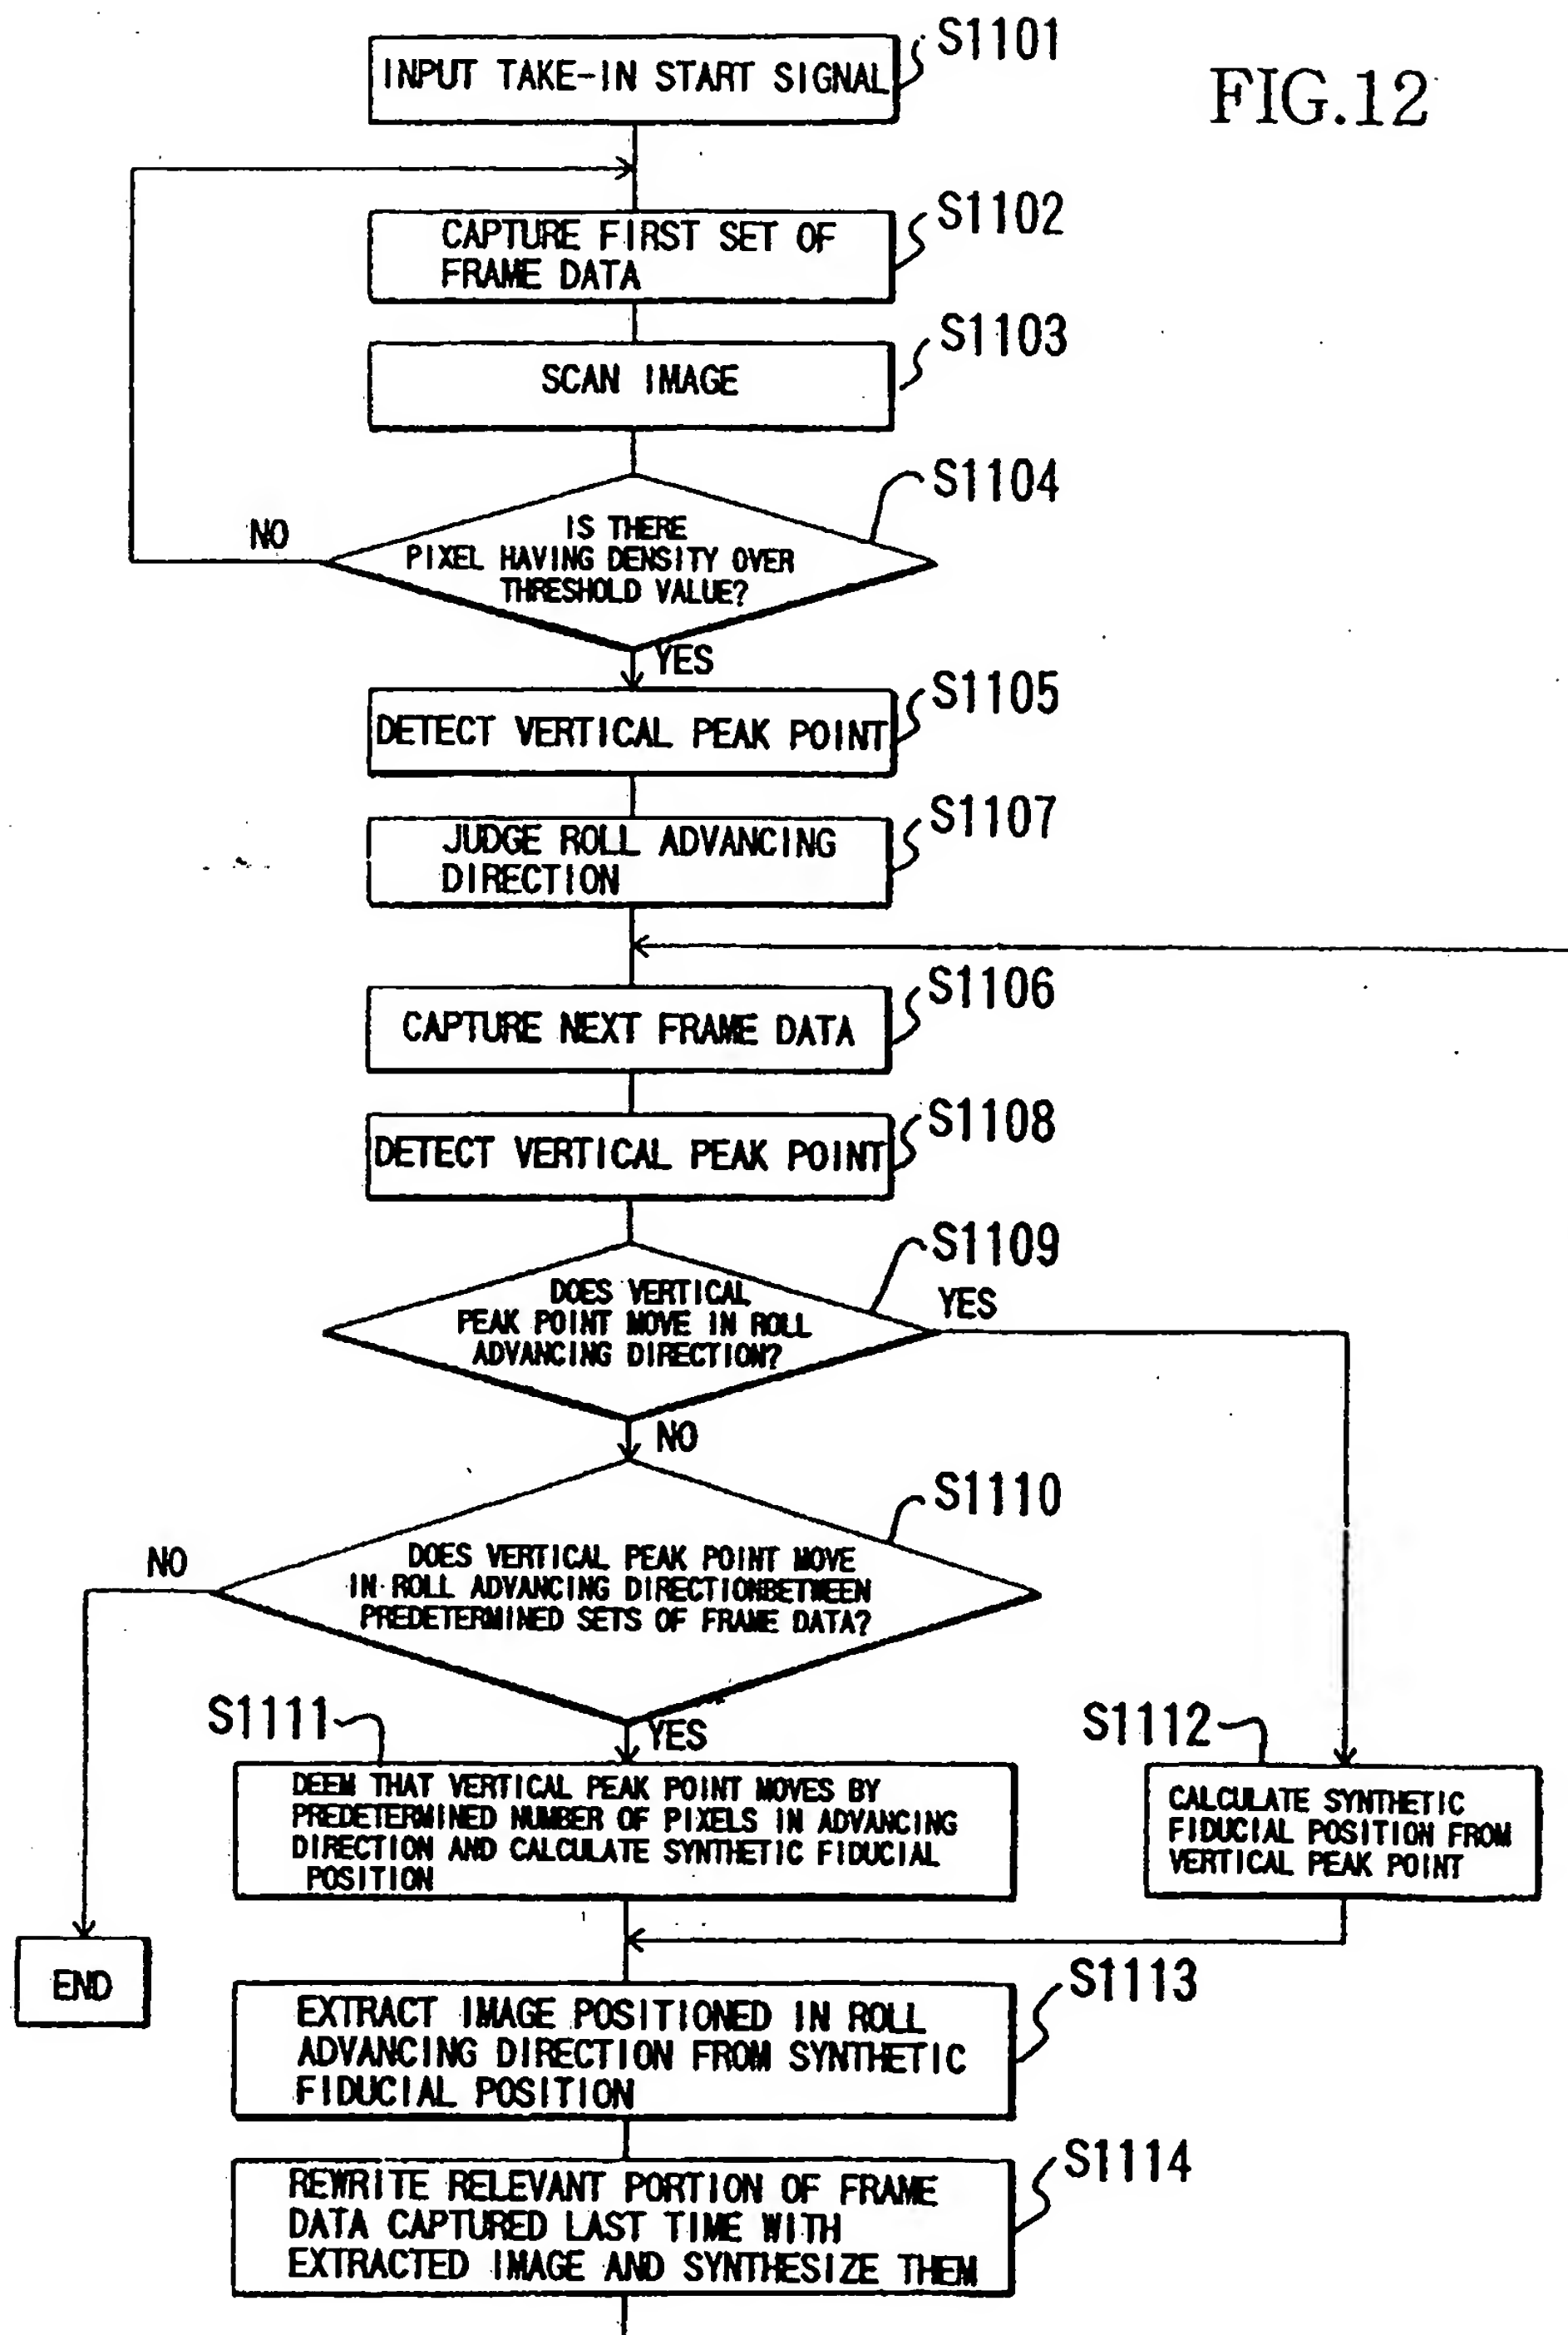 FIG.12
S1101
INPUT TAKE-IN START SIGNAL
S1102
CAPTURE FIRST SET OF
FRAME DATA
S1103
SCAN IMAGE
S1104
IS THERE
PIXEL HAVING DENSITY OVER
THRESHOLD VALUE?
NO
YES
S1105
DETECT VERTICAL PEAK POINT
S1107
JUDGE ROLL ADVANCING
DIRECTION
S1106
CAPTURE NEXT FRAME DATA
S1108
DETECT VERTICAL PEAK POINT
S1109
DOES VERTICAL
PEAK POINT MOVE IN ROLL
ADVANCING DIRECTION?
YES
NO
S1110
DOES VERTICAL PEAK POINT MOVE
IN ROLL ADVANCING DIRECTIONBETWEEN
PREDETERMINED SETS OF FRAME DATA?
NO
YES
S1111
DEEM THAT VERTICAL PEAK POINT MOVES BY
PREDETERMINED NUMBER OF PIXELS IN ADVANCING
DIRECTION AND CALCULATE SYNTHETIC FIDUCIAL
POSITION
S1112
CALCULATE SYNTHETIC
FIDUCIAL POSITION FROM
VERTICAL PEAK POINT
END
S1113
EXTRACT IMAGE POSITIONED IN ROLL
ADVANCING DIRECTION FROM SYNTHETIC
FIDUCIAL POSITION
S1114
REWRITE RELEVANT PORTION OF FRAME
DATA CAPTURED LAST TIME WITH
EXTRACTED IMAGE AND SYNTHESIZE THEM